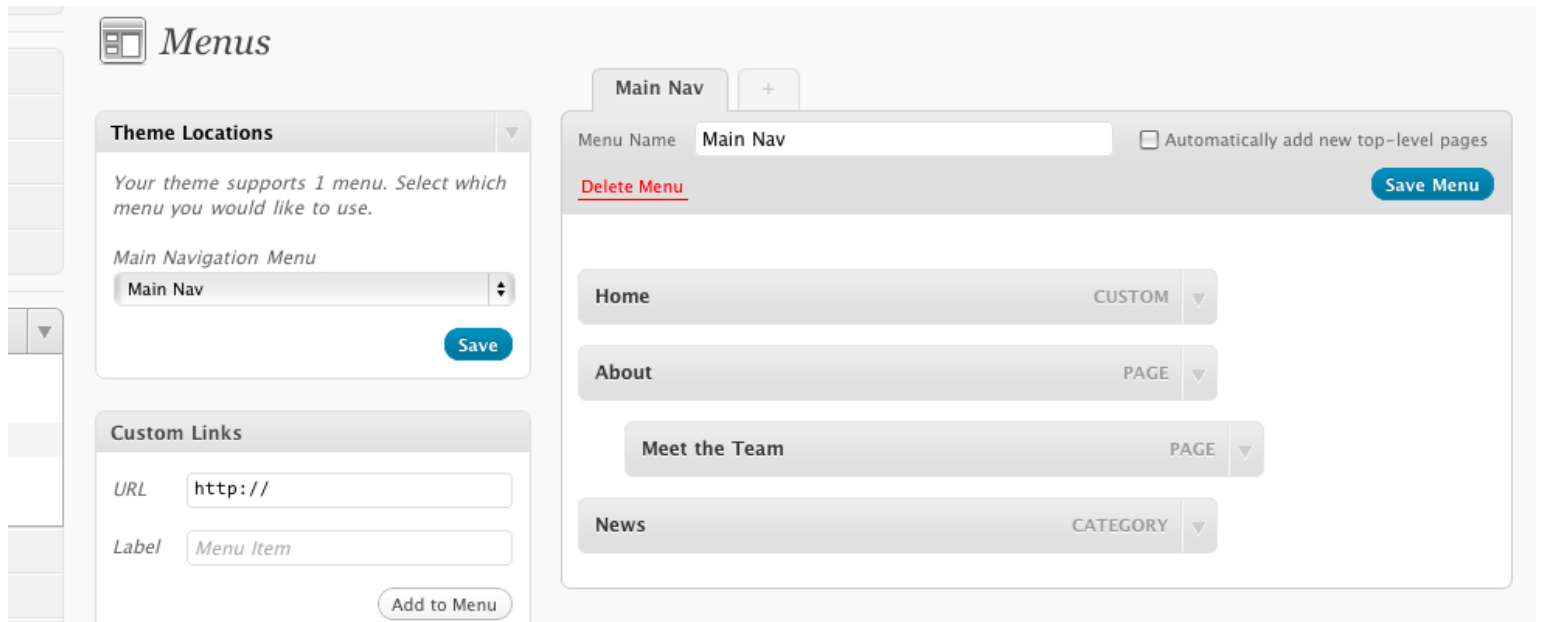 Menus
Theme Locations
Your theme supports 1 menu. Select which
menu you would like to use.
Main Navigation Menu
Main Nav
Save
Custom Links
URL
http://
Label
Menu Item
Add to Menu
Main Nav
+
Menu Name
Main Nav
Automatically add new top-level pages
Delete Menu
Save Menu
Home CUSTOM
About PAGE
Meet the Team PAGE
News CATEGORY